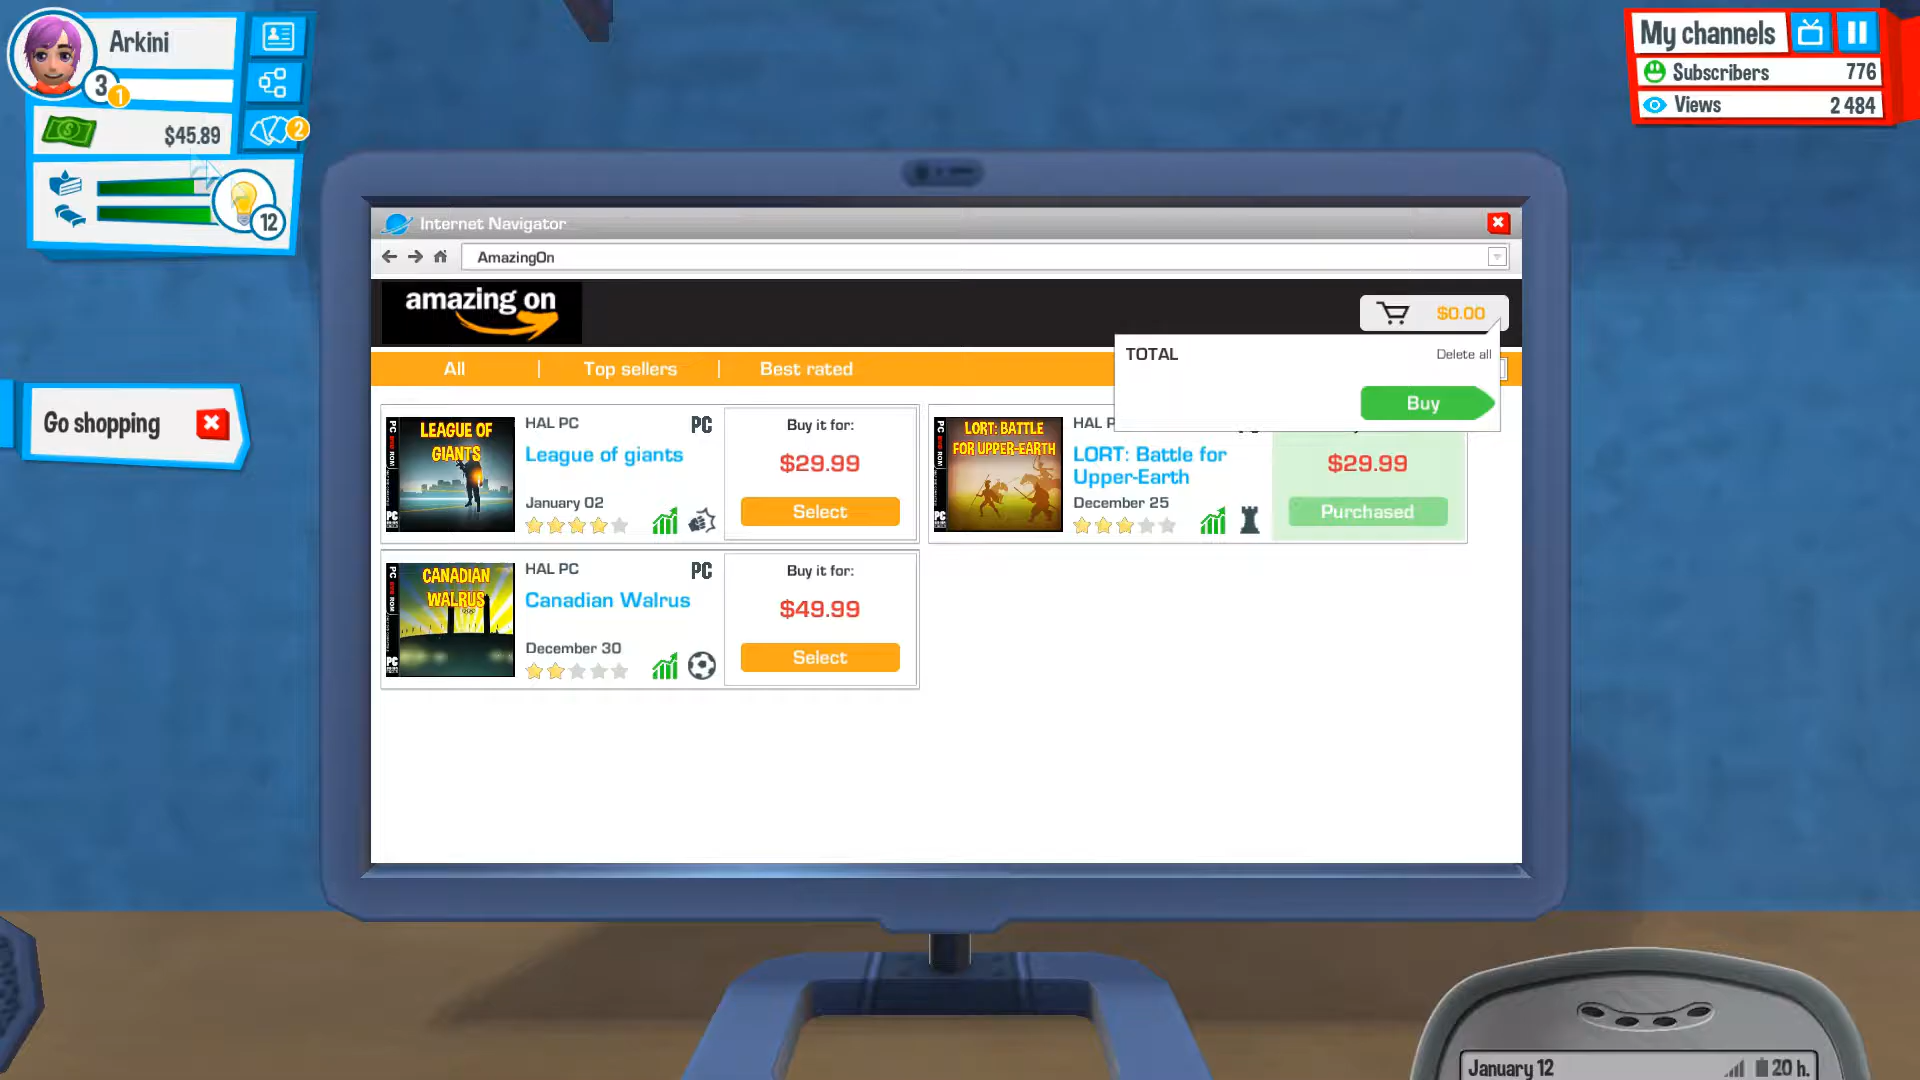 Arkini
3
1
$45.89
2
12
My channels
Subscribers 776
Views 2 484
Go shopping
Internet Navigator
AmazingOn
amazing on
$0.00
TOTAL
Delete all
Buy
All | Top sellers | Best rated
LEAGUE OF
GIANTS
PC
HAL PC
PC
League of giants
January 02
Buy it for:
$29.99
Select
LORT: BATTLE
FOR UPPER-EARTH
PC
HAL P
LORT: Battle for
Upper-Earth
December 25
$29.99
Purchased
CANADIAN
WALRUS
PC
HAL PC
PC
Canadian Walrus
December 30
Buy it for:
$49.99
Select
January 12
20 h.